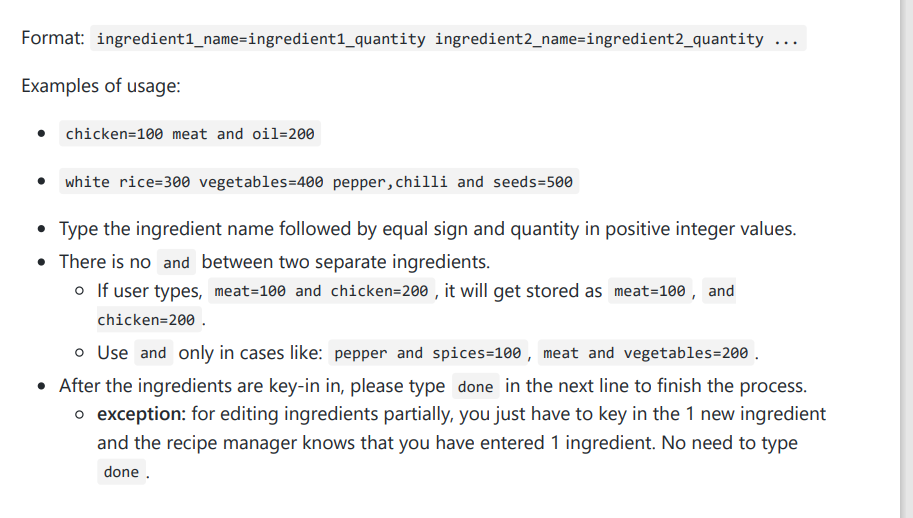 Format: ingredient1_name=ingredient1_quantity ingredient2_name=ingredient2_quantity ...
Examples of usage:
chicken=100 meat and oil=200
white rice=300 vegetables=400 pepper,chilli and seeds=500
Type the ingredient name followed by equal sign and quantity in positive integer values.
There is no and between two separate ingredients.
If user types, meat=100 and chicken=200 , it will get stored as meat=100 , and
chicken=200 .
Use and only in cases like: pepper and spices=100 , meat and vegetables=200 .
After the ingredients are key-in in, please type done in the next line to finish the process.
exception: for editing ingredients partially, you just have to key in the 1 new ingredient
and the recipe manager knows that you have entered 1 ingredient. No need to type
done .